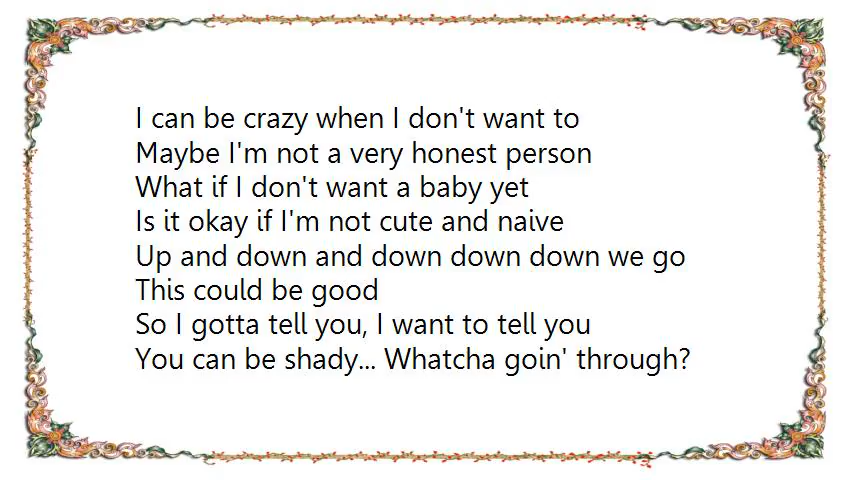 I can be crazy when I don't want to
Maybe I'm not a very honest person
What if I don't want a baby yet
Is it okay if I'm not cute and naive
Up and down and down down down we go
This could be good
So I gotta tell you, I want to tell you
You can be shady... Whatcha goin' through?